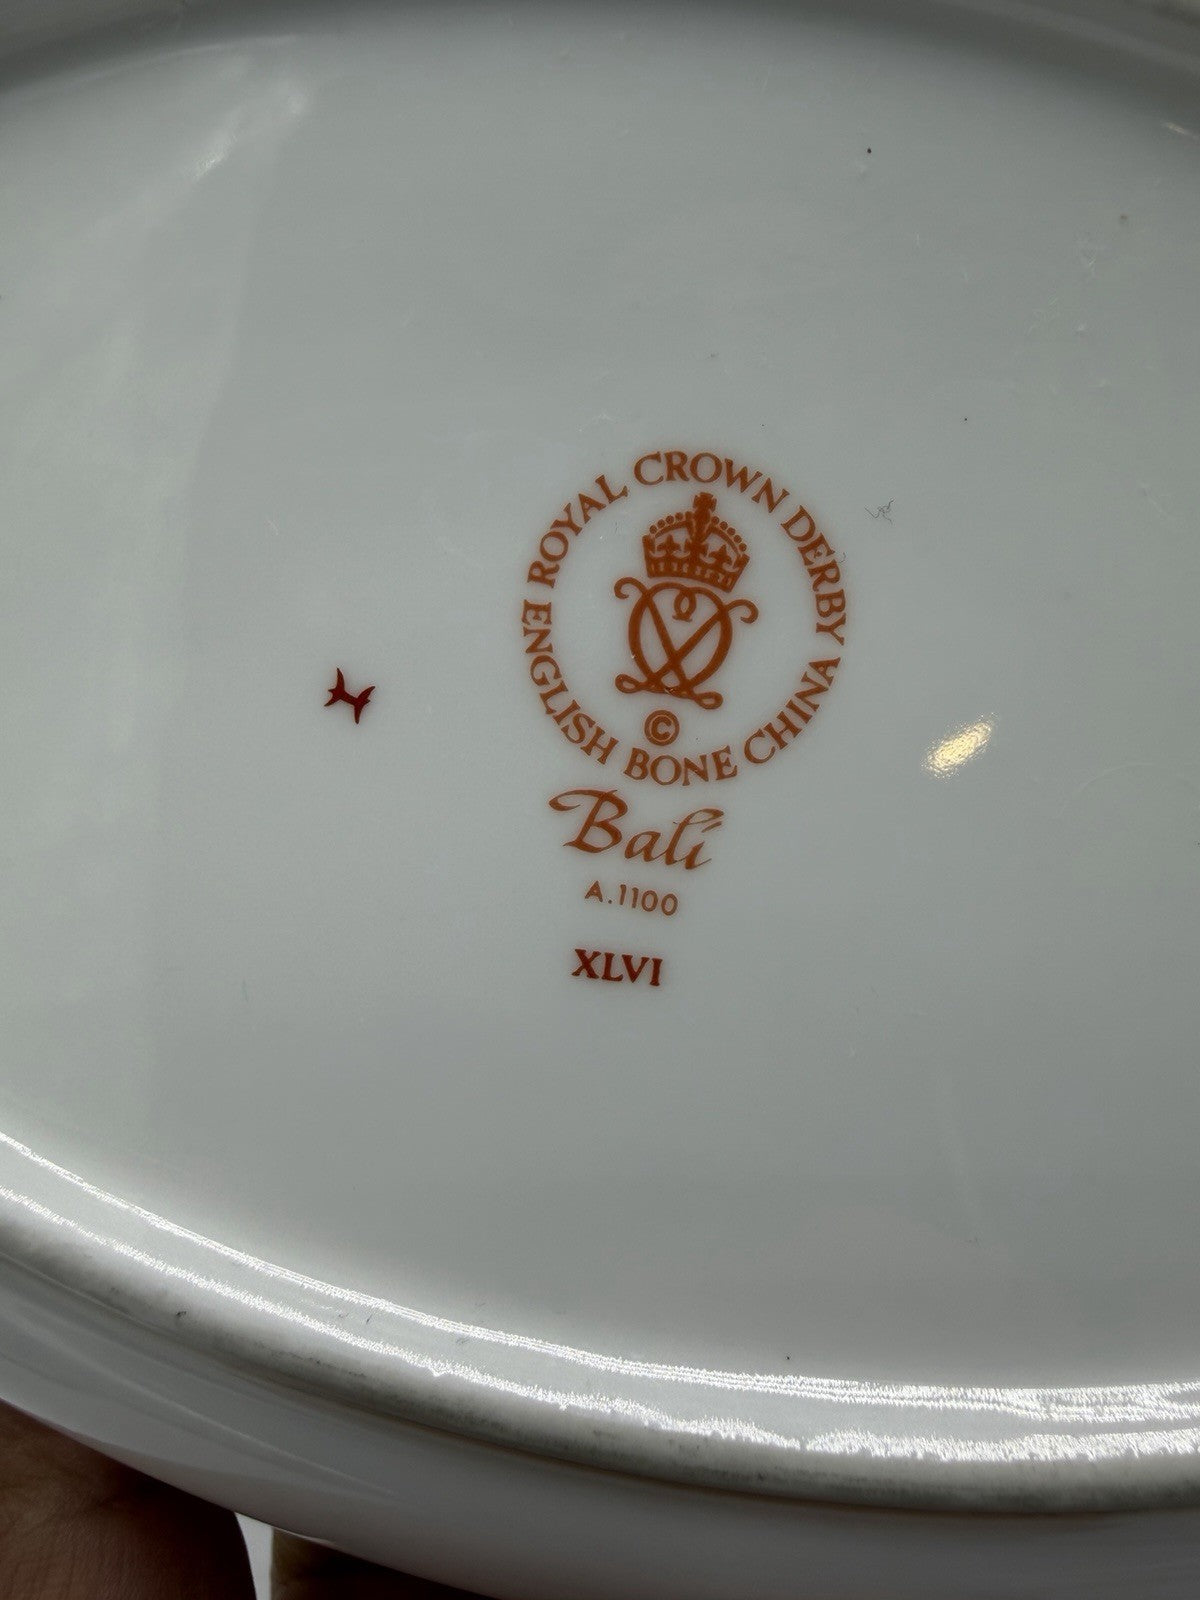 ROYAL CROWN DERBY
ENGLISH BONE CHINA
©
Bali
A.1100
XLVI